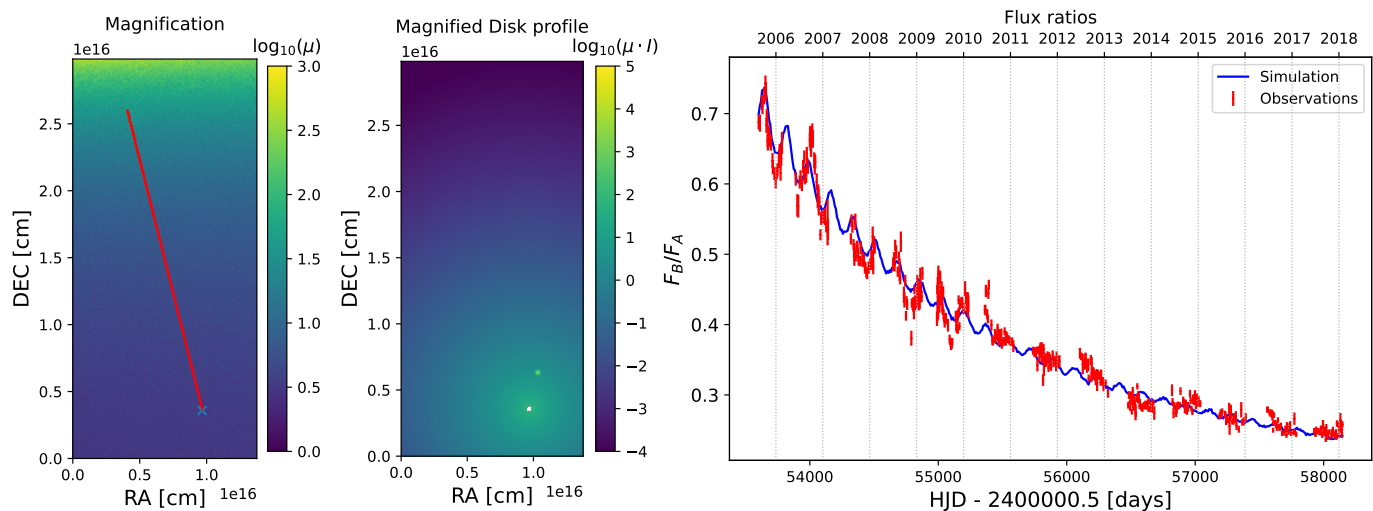 Magnification
1e16
log₁₀(μ)
3.0
2.5
2.0
1.5
1.0
0.5
0.0
2.5
2.0
1.5
1.0
0.5
0.0
DEC [cm]
0.0 0.5 1.0
RA [cm] 1e16
Magnified Disk profile
1e16
log₁₀(μ · I)
5
4
3
2
1
0
−1
−2
−3
−4
2.5
2.0
1.5
1.0
0.5
0.0
DEC [cm]
0.0 0.5 1.0
RA [cm] 1e16
Flux ratios
2006 2007 2008 2009 2010 2011 2012 2013 2014 2015 2016 2017 2018
Simulation
Observations
0.7
0.6
0.5
0.4
0.3
F_B/F_A
54000 55000 56000 57000 58000
HJD - 2400000.5 [days]